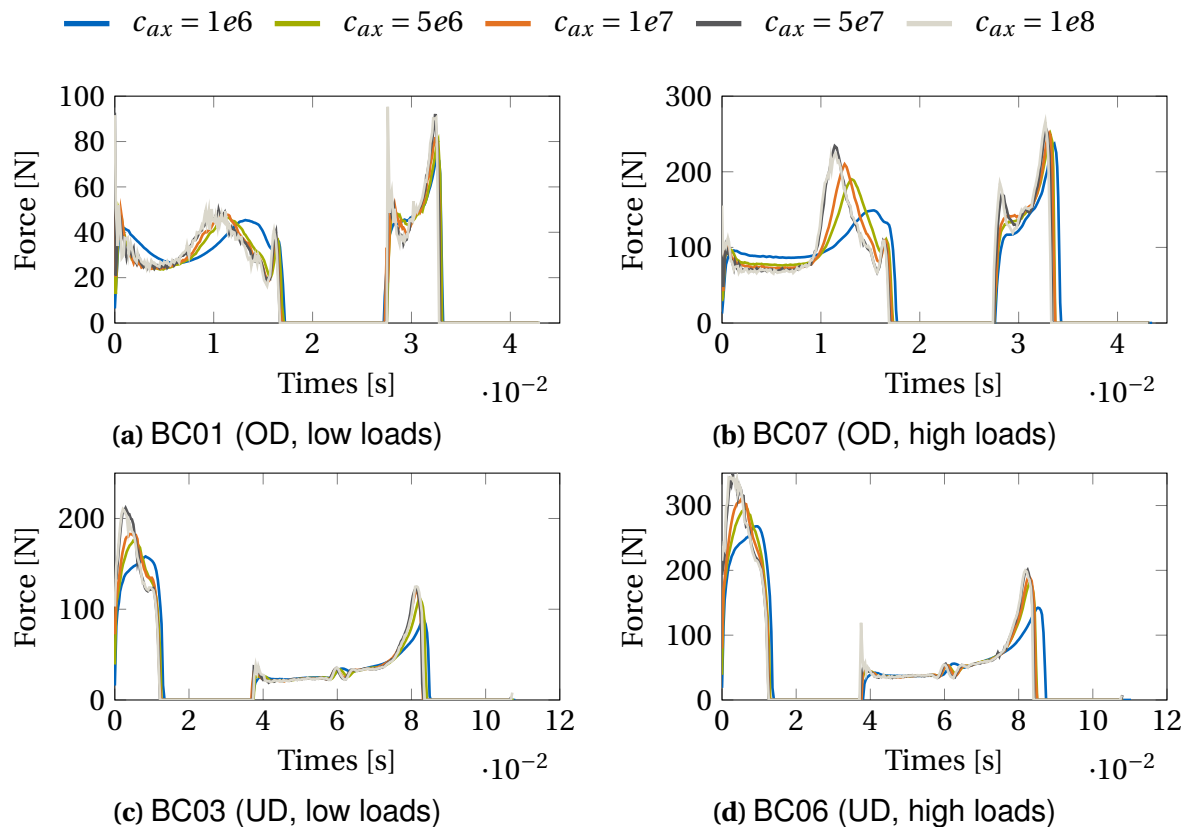 c_ax = 1e6 c_ax = 5e6 c_ax = 1e7 c_ax = 5e7 c_ax = 1e8
100
80
60
40
20
0
Force [N]
0 1 2 3 4
Times [s]
·10⁻²
(a) BC01 (OD, low loads)
300
200
100
0
Force [N]
0 1 2 3 4
Times [s]
·10⁻²
(b) BC07 (OD, high loads)
200
100
0
Force [N]
0 2 4 6 8 10 12
Times [s]
·10⁻²
(c) BC03 (UD, low loads)
300
200
100
0
Force [N]
0 2 4 6 8 10 12
Times [s]
·10⁻²
(d) BC06 (UD, high loads)